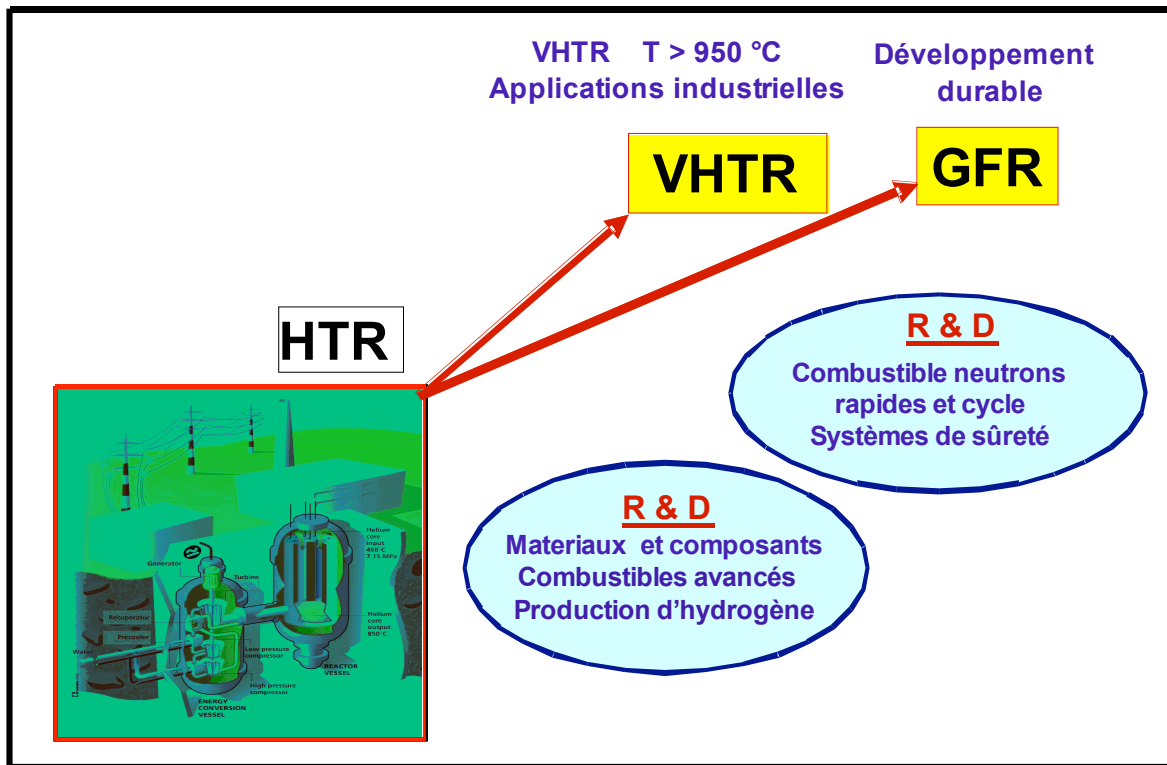 VHTR T > 950 °C
Applications industrielles
Développement
durable
VHTR
GFR
HTR
R & D
Combustible neutrons
rapides et cycle
Systèmes de sûreté
R & D
Materiaux et composants
Combustibles avancés
Production d’hydrogène
Helium
core
input
488°C
7.15 MPa
Generator
Turbine
Recuperator
Precooler
Water
Helium
core
output
850°C
Low pressure
compressor
REACTOR
VESSEL
High pressure
compressor
ENERGY
CONVERSION
VESSEL